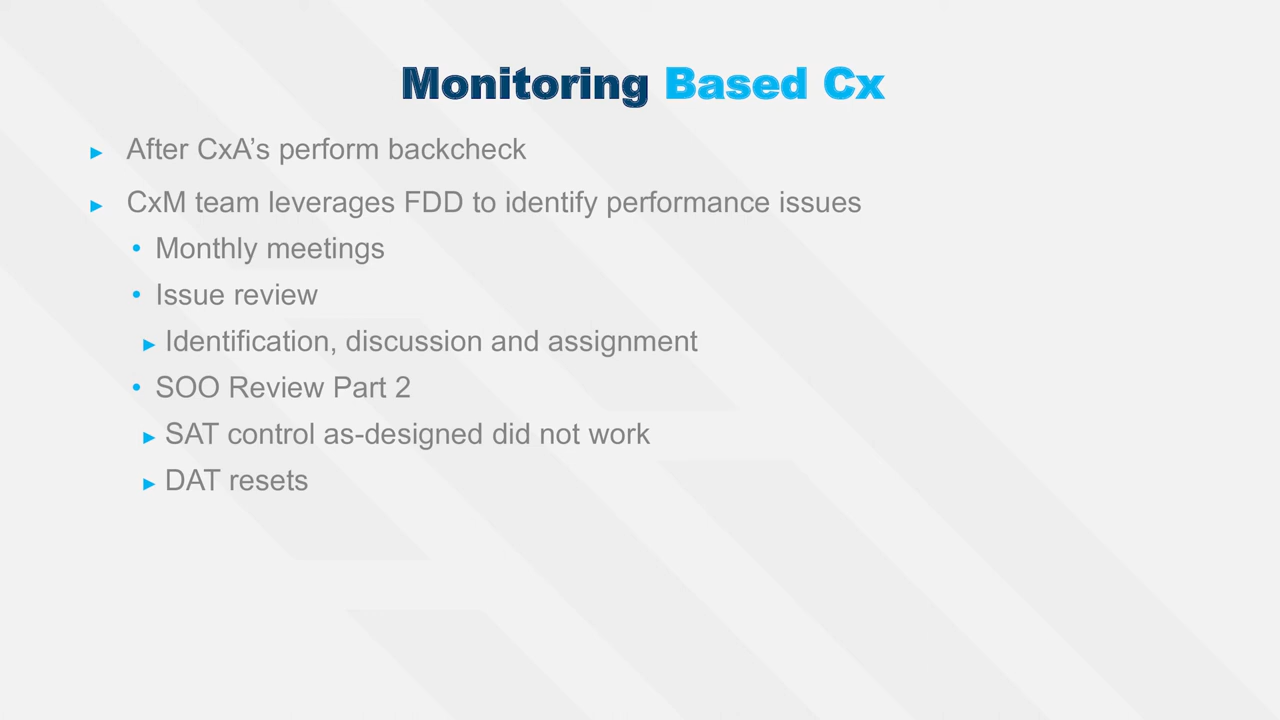 Monitoring Based Cx
► After CxA’s perform backcheck
► CxM team leverages FDD to identify performance issues
• Monthly meetings
• Issue review
► Identification, discussion and assignment
• SOO Review Part 2
► SAT control as-designed did not work
► DAT resets